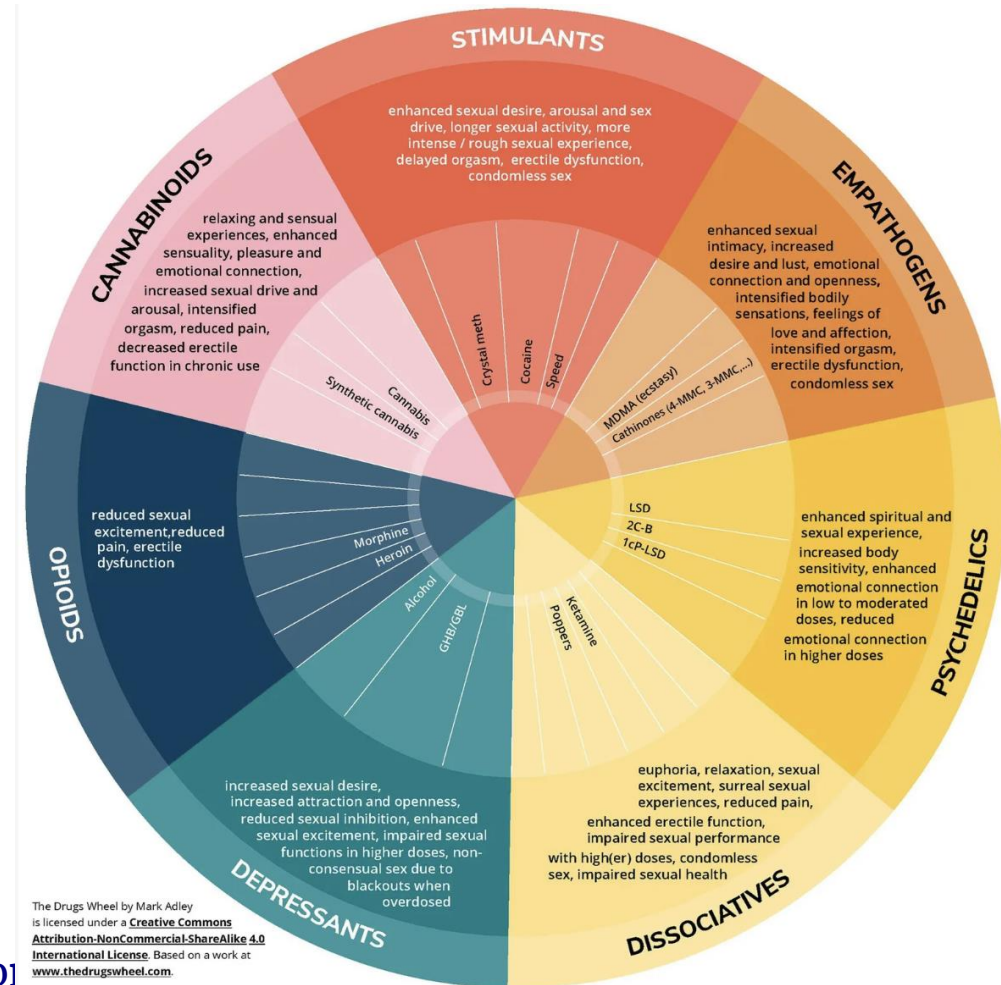 STIMULANTS
enhanced sexual desire, arousal and sex
drive, longer sexual activity, more
intense / rough sexual experience,
delayed orgasm, erectile dysfunction,
condomless sex
Crystal meth
Cocaine
Speed
EMPATHOGENS
enhanced sexual
intimacy, increased
desire and lust, emotional
connection and openness,
intensified bodily
sensations, feelings of
love and affection,
intensified orgasm,
erectile dysfunction,
condomless sex
MDMA (ecstasy)
Cathinones (4-MMC, 3-MMC,...)
PSYCHEDELICS
enhanced spiritual and
sexual experience,
increased body
sensitivity, enhanced
emotional connection
in low to moderated
doses, reduced
emotional connection
in higher doses
LSD
2C-B
1cP-LSD
DISSOCIATIVES
euphoria, relaxation, sexual
excitement, surreal sexual
experiences, reduced pain,
enhanced erectile function,
impaired sexual performance
with high(er) doses, condomless
sex, impaired sexual health
Ketamine
Poppers
DEPRESSANTS
increased sexual desire,
increased attraction and openness,
reduced sexual inhibition, enhanced
sexual excitement, impaired sexual
functions in higher doses, non-
consensual sex due to
blackouts when
overdosed
GHB/GBL
Alcohol
OPIOIDS
reduced sexual
excitement,reduced
pain, erectile
dysfunction
Morphine
Heroin
CANNABINOIDS
relaxing and sensual
experiences, enhanced
sensuality, pleasure and
emotional connection,
increased sexual drive and
arousal, intensified
orgasm, reduced pain,
decreased erectile
function in chronic use
Cannabis
Synthetic cannabis
The Drugs Wheel by Mark Adley
is licensed under a Creative Commons
Attribution-NonCommercial-ShareAlike 4.0
International License. Based on a work at
www.thedrugswheel.com.